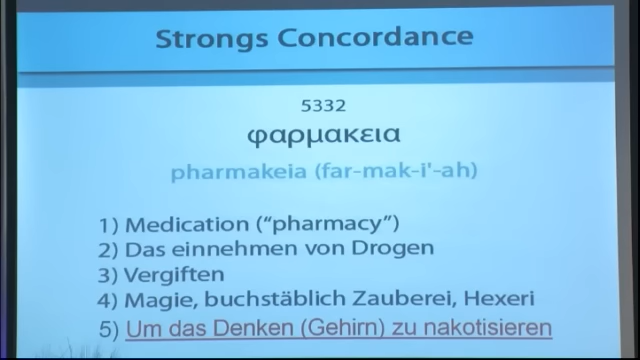 Strongs Concordance
5332
φαρμακεια
pharmakeia (far-mak-i'-ah)
1) Medication (“pharmacy”)
2) Das einnehmen von Drogen
3) Vergiften
4) Magie, buchstäblich Zauberei, Hexeri
5) Um das Denken (Gehirn) zu nakotisieren